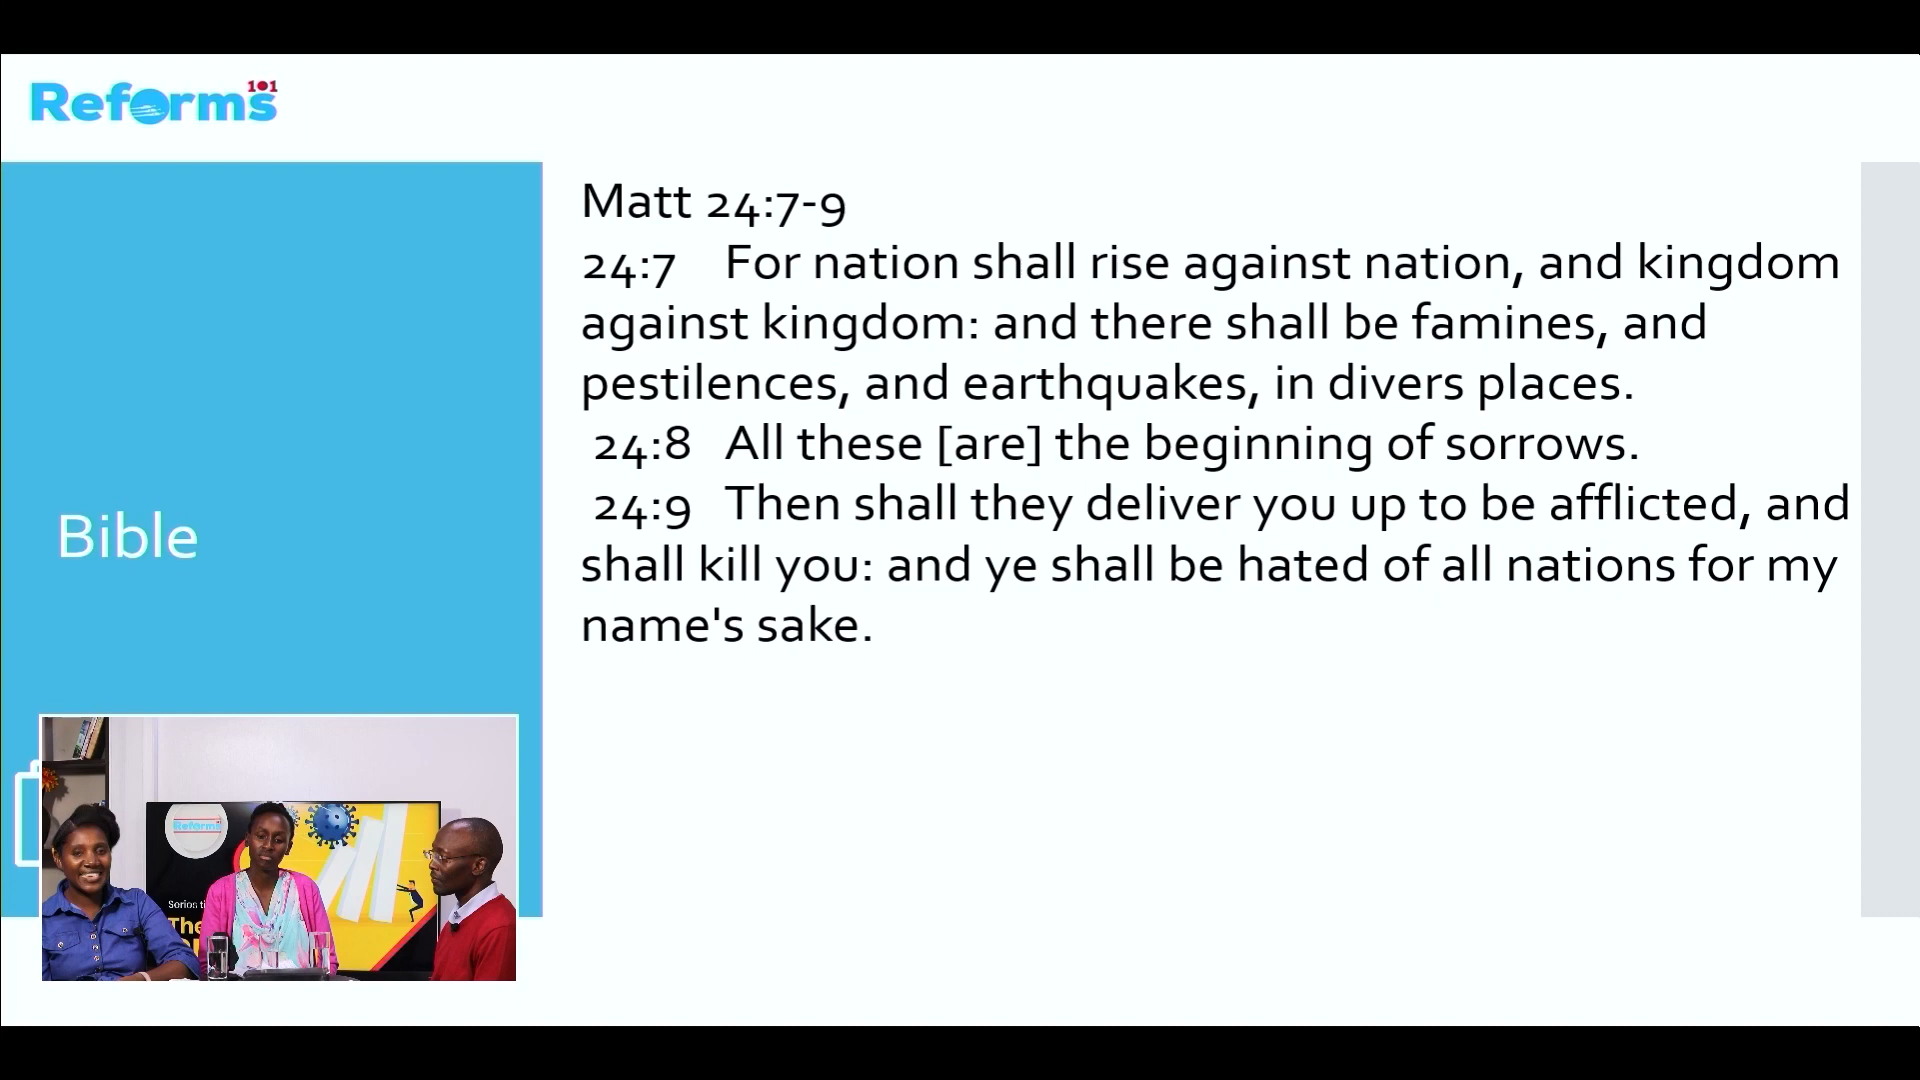 Reforms 101
Matt 24:7-9
24:7 For nation shall rise against nation, and kingdom
against kingdom: and there shall be famines, and
pestilences, and earthquakes, in divers places.
24:8 All these [are] the beginning of sorrows.
24:9 Then shall they deliver you up to be afflicted, and
shall kill you: and ye shall be hated of all nations for my
name's sake.
Bible
Reforms
The